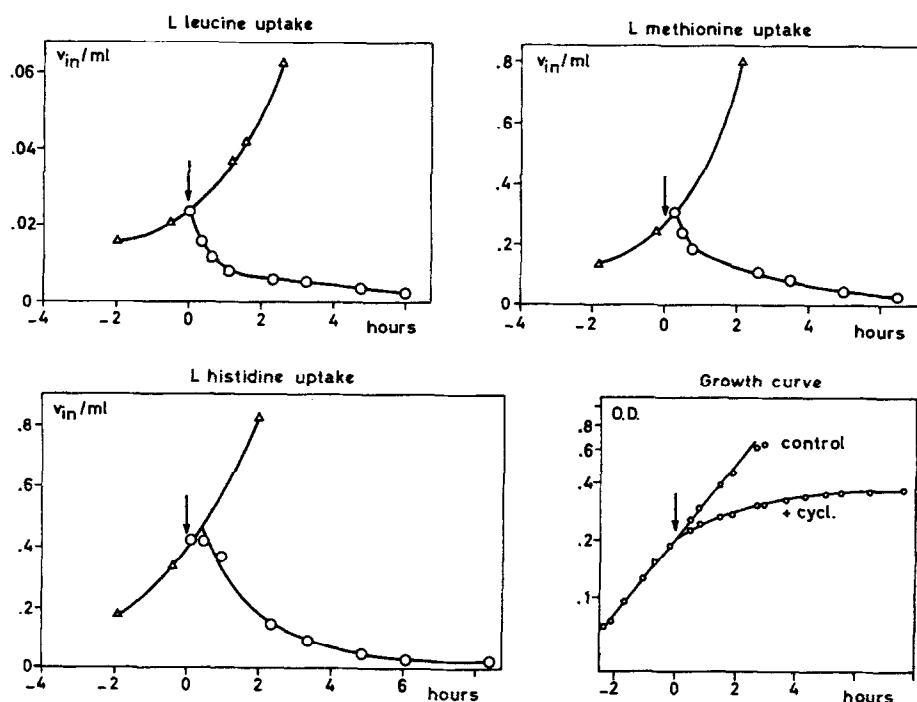 L leucine uptake
v_in/ml
.06
.04
.02
0
-4 -2 0 2 4 6
hours
L methionine uptake
v_in/ml
.8
.6
.4
.2
0
-4 -2 0 2 4 6
hours
L histidine uptake
v_in/ml
.8
.6
.4
.2
0
-4 -2 0 2 4 6
hours
Growth curve
O.D.
.8
.6
.4
.2
.1
control
+ cycl.
-2 0 2 4
hours